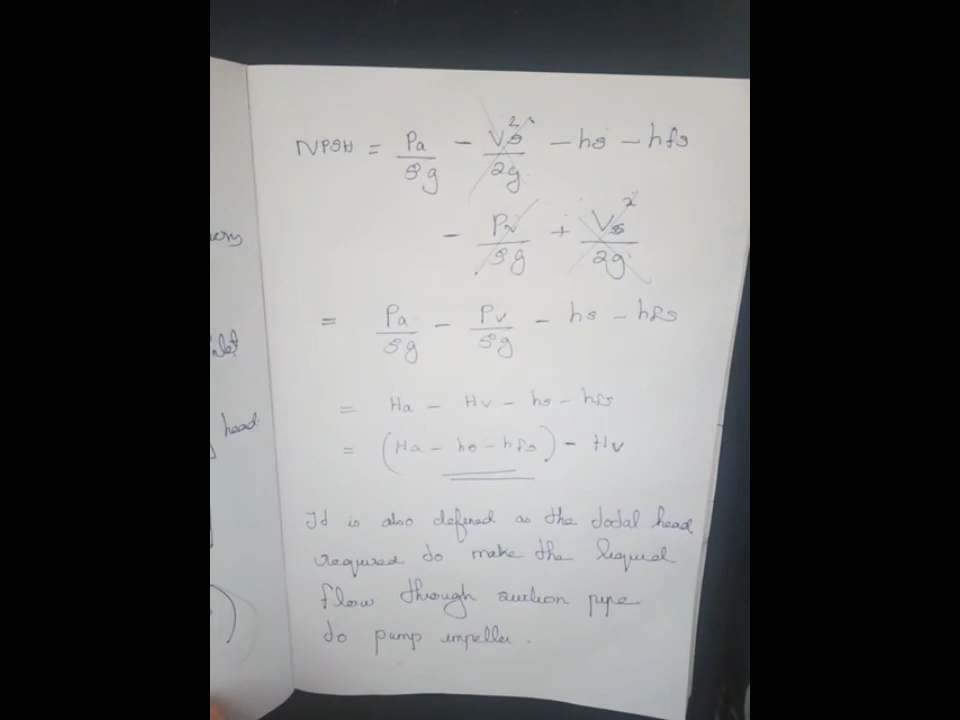 ory
inlet
head.
NPSH = Pa/ρg - Vs²/2g - hs - hfs
- Pv/ρg + Vs²/2g
= Pa/ρg - Pv/ρg - hs - hfs
= Ha - Hv - hs - hfs
= (Ha - hs - hfs) - Hv
It is also defined as the total head
required to make the liquid
flow through suction pipe
to pump impeller.